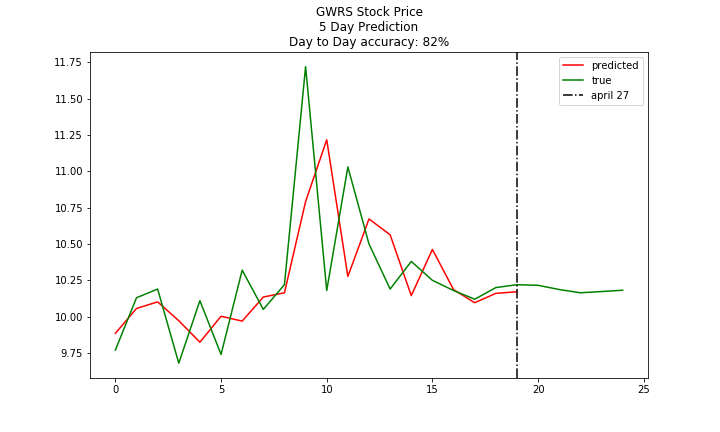 GWRS Stock Price
5 Day Prediction
Day to Day accuracy: 82%
predicted
true
april 27
11.75
11.50
11.25
11.00
10.75
10.50
10.25
10.00
9.75
0 5 10 15 20 25